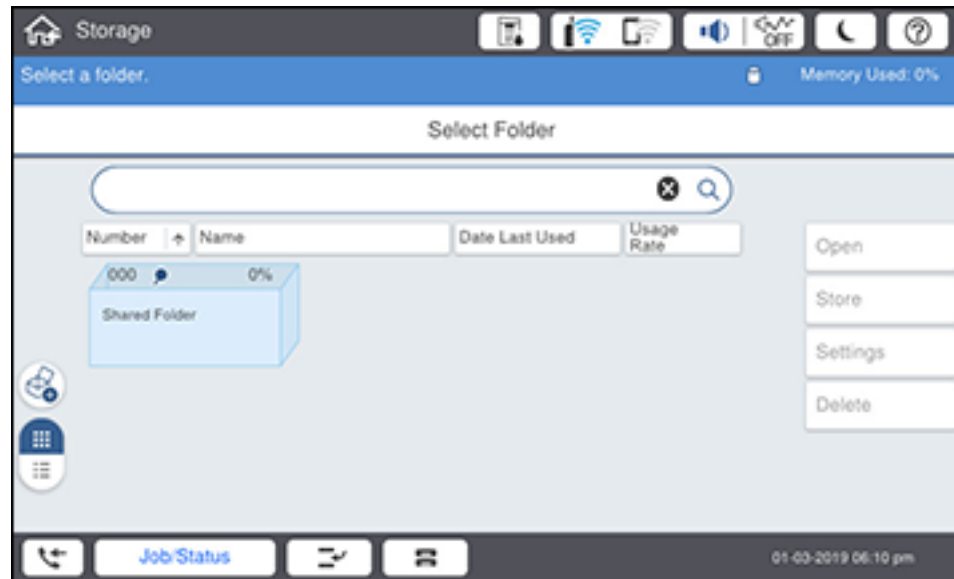 Storage
OFF
Select a folder.
Memory Used: 0%
Select Folder
Number
Name
Date Last Used
Usage
Rate
000
0%
Shared Folder
Open
Store
Settings
Delete
Job/Status
01-03-2019 06:10 pm